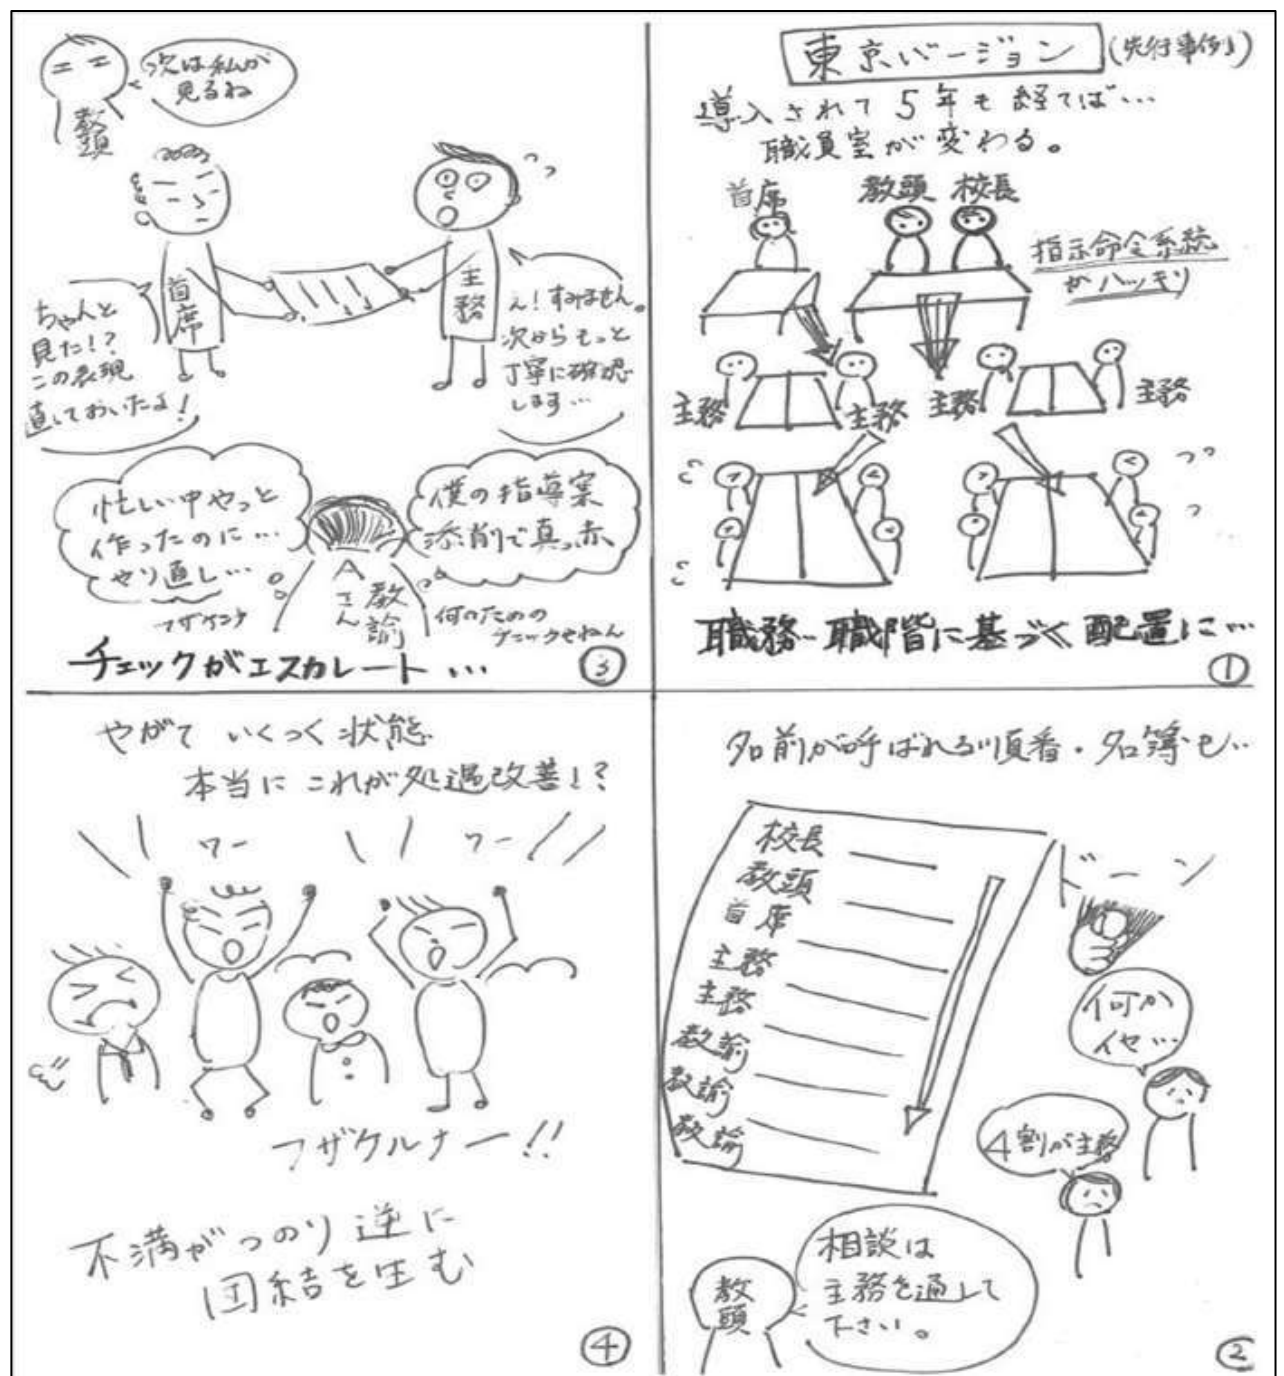 東京バージョン
(先行事例)
導入されて5年も経てば…
職員室が変わる。
首席
教頭 校長
指示命令系統
がハッキリ
主務
主務
主務
主務
職務・職階に基づく配置に…
①
名前が呼ばれる順番・名簿も…
校長
教頭
首席
主務
主務
教諭
教諭
教諭
ドーン
何か
イヤ…
4割が主務
教頭
相談は
主務を通して
下さい。
②
次は私が
見るね
教頭
首席
主務
ちゃんと
見た!?
この表現
直しておいたよ!
え!すみません。
次からもっと
丁寧に確認
します…
忙しい中やっと
作ったのに…
やり直し…
フザケンナ
僕の指導案
添削で真っ赤
Aさん
教諭
何のための
チェックやねん
チェックがエスカレート…
③
やがていくつく状態
本当にこれが処遇改善!?
ワー
ワー
フザケルナー!!
不満がつのり逆に
団結を生む
④